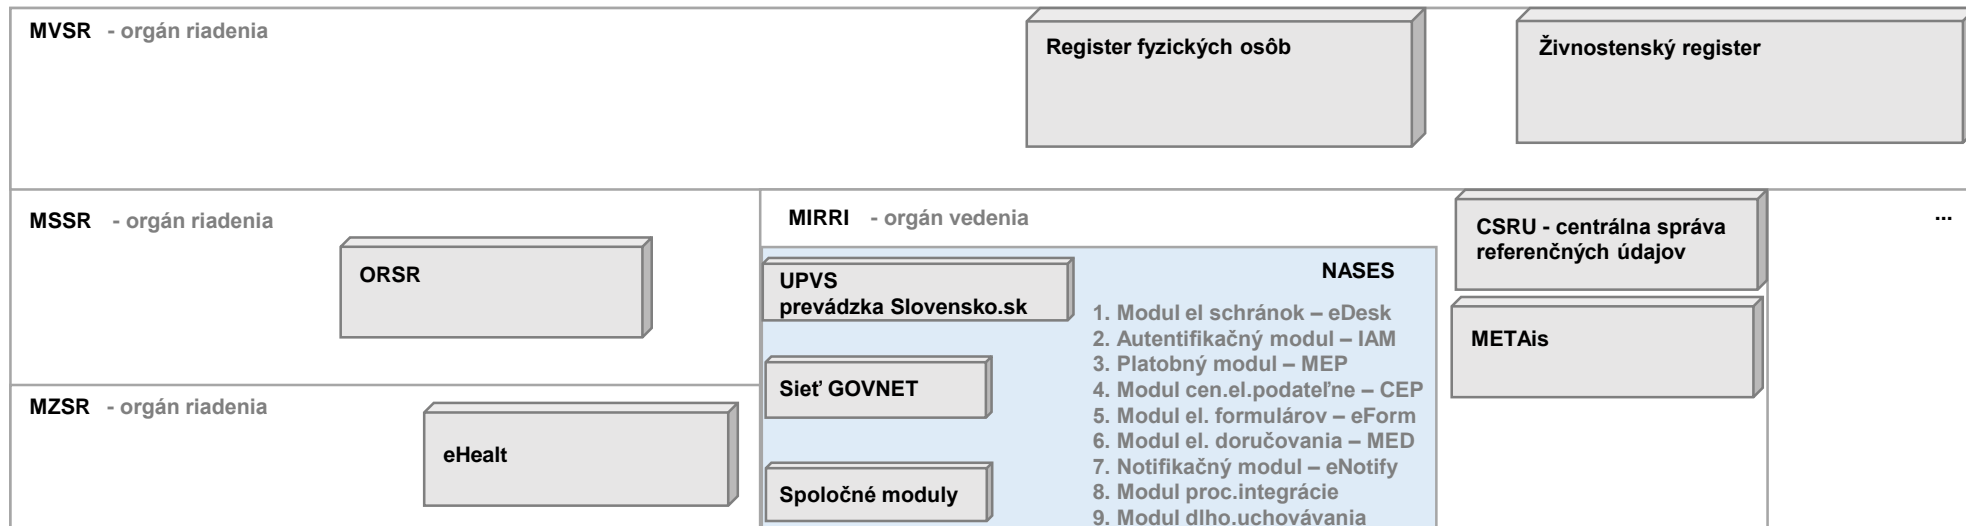 MVSR - orgán riadenia
Register fyzických osôb
Živnostenský register
MSSR - orgán riadenia
ORSR
MZSR - orgán riadenia
eHealt
MIRRI - orgán vedenia
UPVS
prevádzka Slovensko.sk
Sieť GOVNET
Spoločné moduly
NASES
1. Modul el schránok – eDesk
2. Autentifikačný modul – IAM
3. Platobný modul – MEP
4. Modul cen.el.podateľne – CEP
5. Modul el. formulárov – eForm
6. Modul el. doručovania – MED
7. Notifikačný modul – eNotify
8. Modul proc.integrácie
9. Modul dlho.uchovávania
CSRU - centrálna správa
referenčných údajov
METAis
...